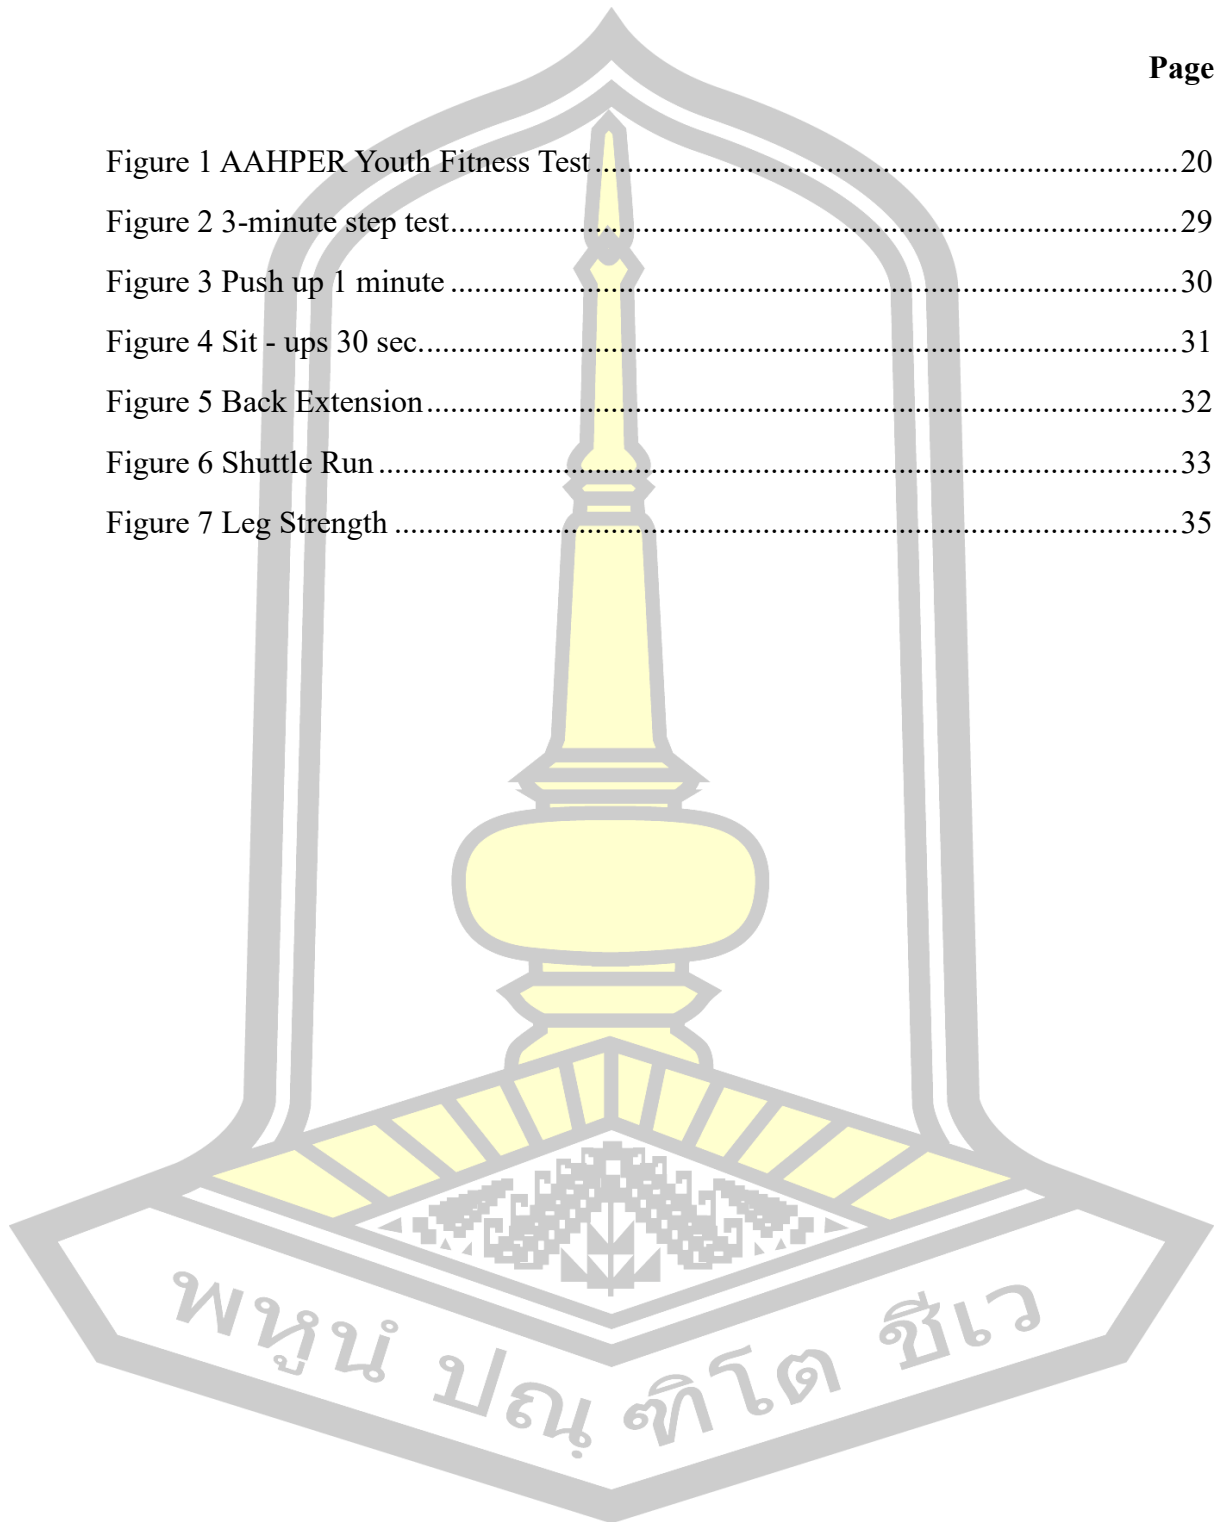 Page
Figure 1 AAHPER Youth Fitness Test...........................................................................20
Figure 2 3-minute step test.............................................................................................29
Figure 3 Push up 1 minute .............................................................................................30
Figure 4 Sit - ups 30 sec.................................................................................................31
Figure 5 Back Extension................................................................................................32
Figure 6 Shuttle Run ......................................................................................................33
Figure 7 Leg Strength ....................................................................................................35
พหูนํ ปณฺ ฑิโต ชีเว